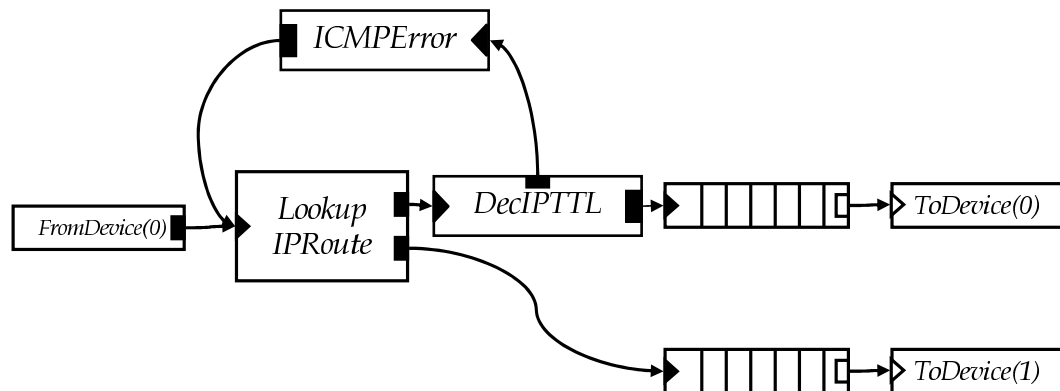 ICMPError
Lookup
IPRoute
DecIPTTL
FromDevice(0)
ToDevice(0)
ToDevice(1)